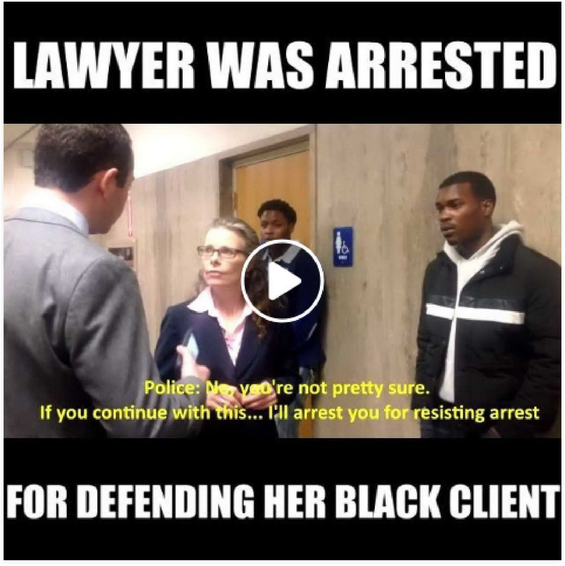 LAWYER WAS ARRESTED
Police: No, you're not pretty sure.
If you continue with this... I'll arrest you for resisting arrest
FOR DEFENDING HER BLACK CLIENT